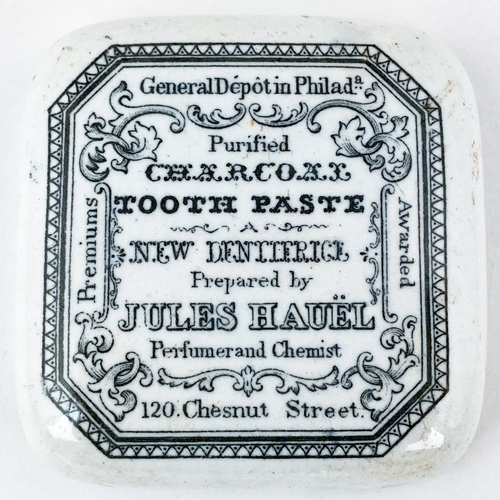 General Dépôt in Philada.
Purified
CHARCOAL
TOOTH PASTE
A
NEW DENTIFRICE
Prepared by
JULES HAUËL
Perfumer and Chemist
120. Chesnut Street.
Premiums
Awarded